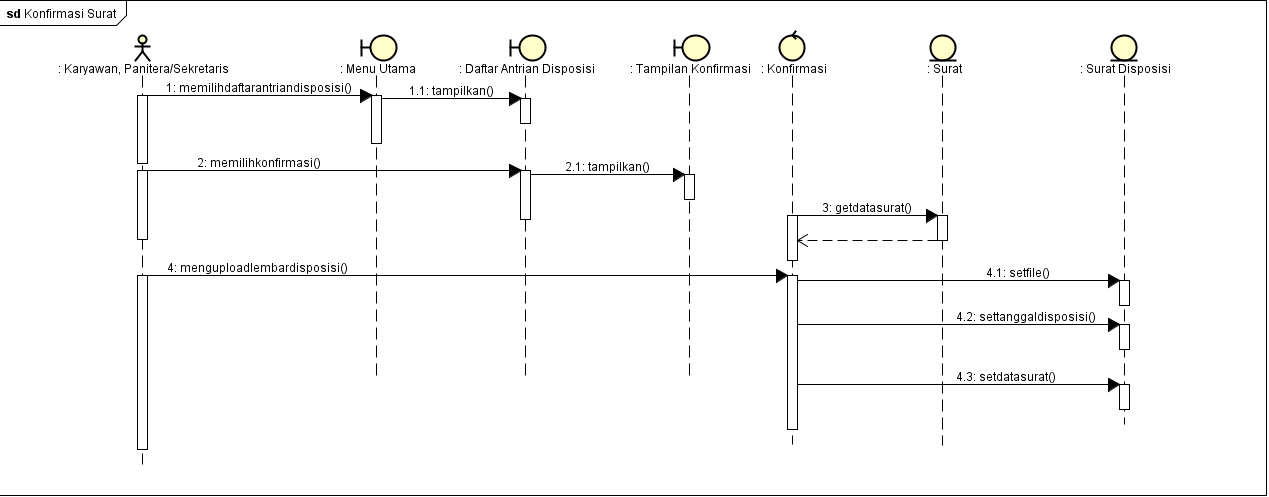 sd Konfirmasi Surat
: Karyawan, Panitera/Sekretaris
: Menu Utama
: Daftar Antrian Disposisi
: Tampilan Konfirmasi
: Konfirmasi
: Surat
: Surat Disposisi
1: memilihdaftarantriandisposisi()
1.1: tampilkan()
2: memilihkonfirmasi()
2.1: tampilkan()
3: getdatasurat()
4: menguploadlembardisposisi()
4.1: setfile()
4.2: settanggaldisposisi()
4.3: setdatasurat()